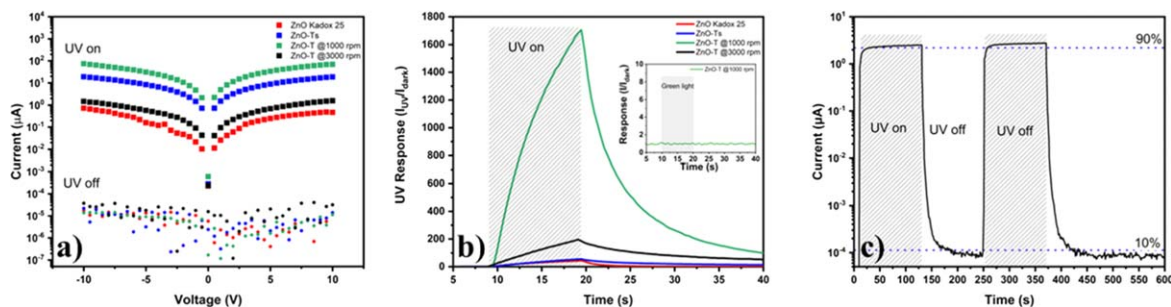 10⁴
10³
10²
10¹
10⁰
10⁻¹
10⁻²
10⁻³
10⁻⁴
10⁻⁵
10⁻⁶
10⁻⁷
Current (µA)
UV on
UV off
ZnO Kadox 25
ZnO-Ts
ZnO-T @1000 rpm
ZnO-T @3000 rpm
a)
-10 -5 0 5 10
Voltage (V)
1800
1600
1400
1200
1000
800
600
400
200
0
UV Response (I_UV/I_dark)
UV on
ZnO Kadox 25
ZnO-Ts
ZnO-T @1000 rpm
ZnO-T @3000 rpm
10
8
6
4
2
0
Response (I/I_dark)
ZnO-T @1000 rpm
Green light
5 10 15 20 25 30 35 40
Time (s)
b)
5 10 15 20 25 30 35 40
Time (s)
10¹
10⁰
10⁻¹
10⁻²
10⁻³
10⁻⁴
Current (µA)
90%
UV on UV off UV off
10%
c)
0 50 100 150 200 250 300 350 400 450 500 550 600
Time (s)